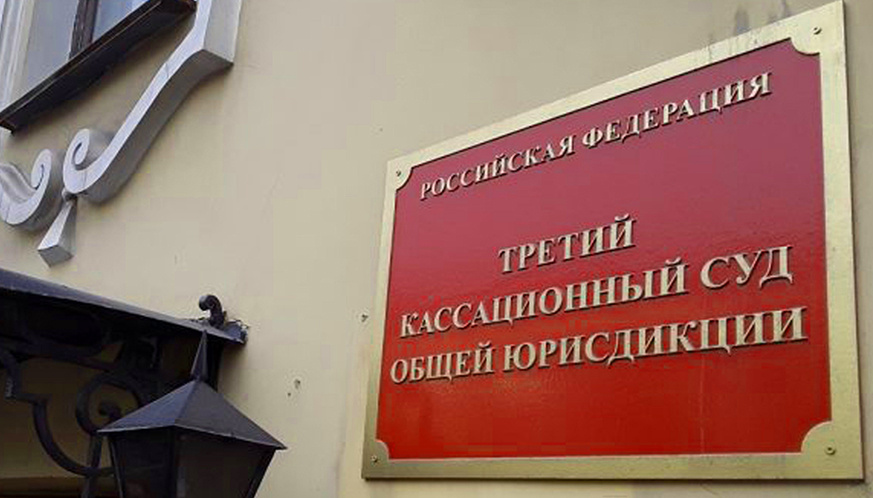 РОССИЙСКАЯ ФЕДЕРАЦИЯ
ТРЕТИЙ
КАССАЦИОННЫЙ СУД
ОБЩЕЙ ЮРИСДИКЦИИ